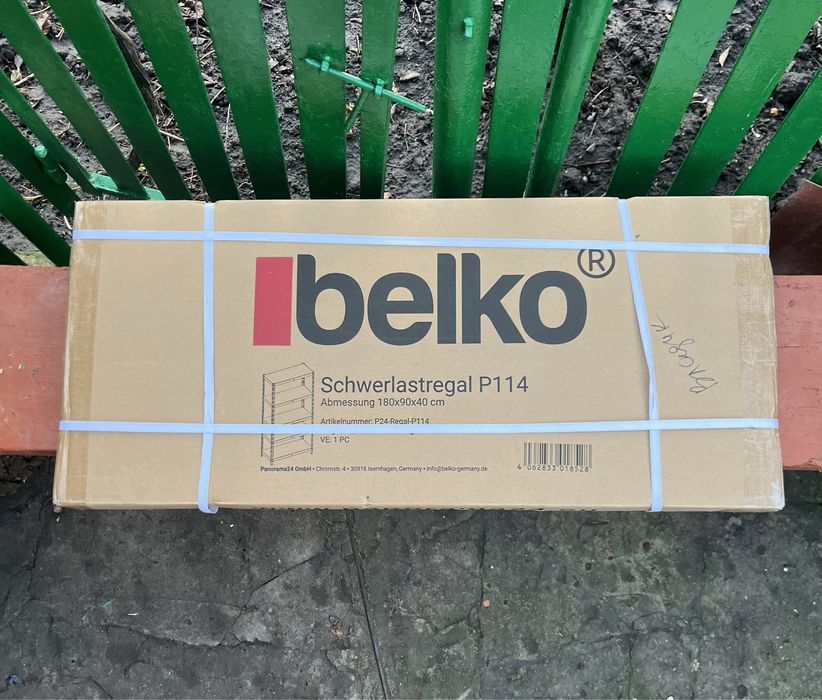 belko®
Schwerlastregal P114
Abmessung 180x90x40 cm
Artikelnummer: P24-Regal-P114
VE: 1 PC
Panorama24 GmbH • Chromstr. 4 • 30916 Isernhagen, Germany • info@belko-germany.de
4 062833 018528